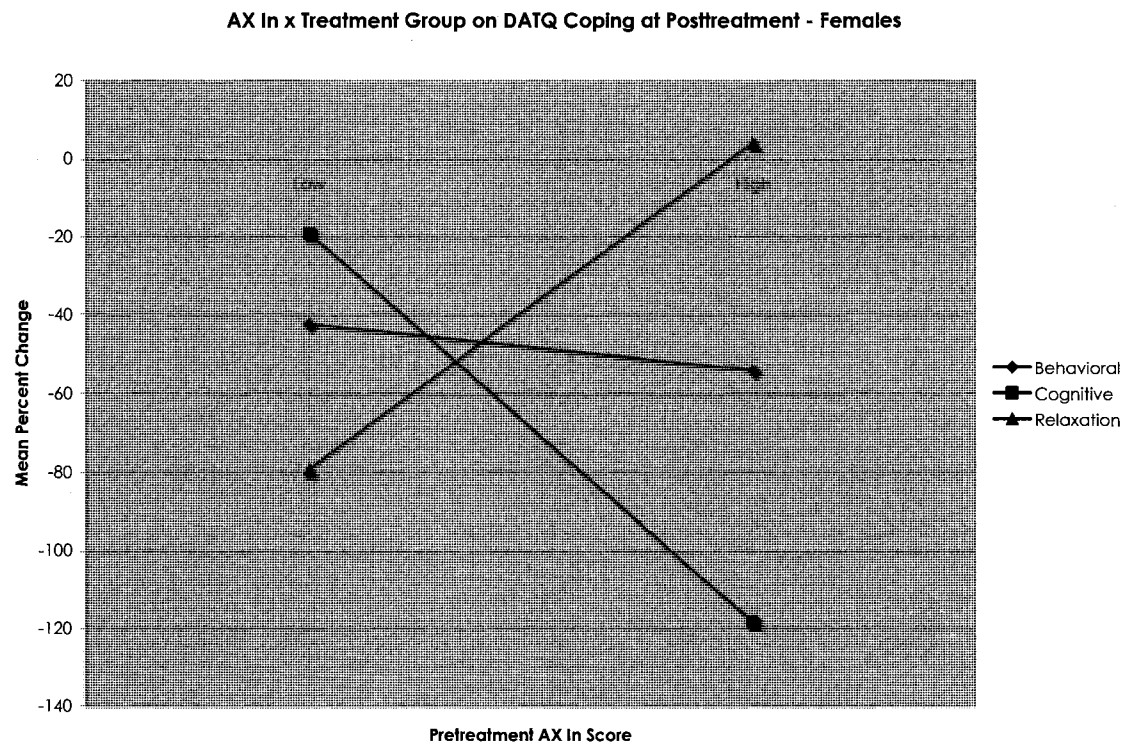 AX In x Treatment Group on DATQ Coping at Posttreatment - Females
20
0
Low
High
-20
-40
-60
-80
-100
-120
-140
Mean Percent Change
Behavioral
Cognitive
Relaxation
Pretreatment AX In Score